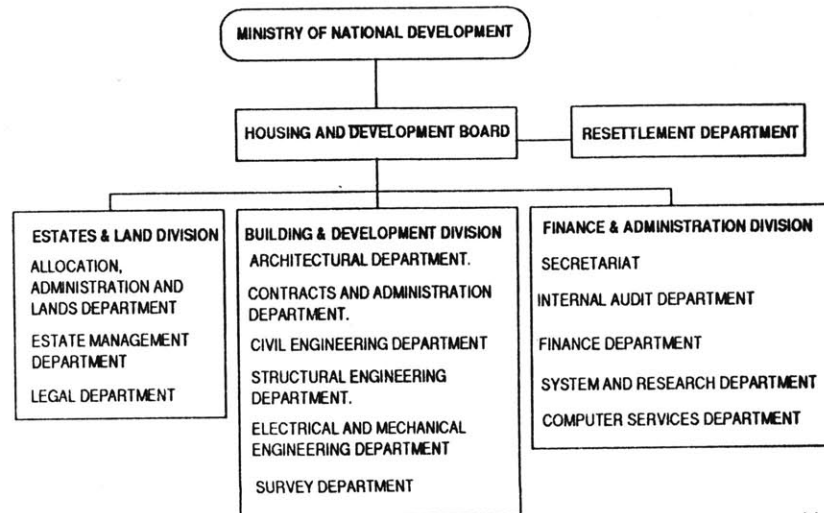 MINISTRY OF NATIONAL DEVELOPMENT
HOUSING AND DEVELOPMENT BOARD
RESETTLEMENT DEPARTMENT
ESTATES & LAND DIVISION
ALLOCATION,
ADMINISTRATION AND
LANDS DEPARTMENT
ESTATE MANAGEMENT
DEPARTMENT
LEGAL DEPARTMENT
BUILDING & DEVELOPMENT DIVISION
ARCHITECTURAL DEPARTMENT.
CONTRACTS AND ADMINISTRATION
DEPARTMENT.
CIVIL ENGINEERING DEPARTMENT
STRUCTURAL ENGINEERING
DEPARTMENT.
ELECTRICAL AND MECHANICAL
ENGINEERING DEPARTMENT
SURVEY DEPARTMENT
FINANCE & ADMINISTRATION DIVISION
SECRETARIAT
INTERNAL AUDIT DEPARTMENT
FINANCE DEPARTMENT
SYSTEM AND RESEARCH DEPARTMENT
COMPUTER SERVICES DEPARTMENT